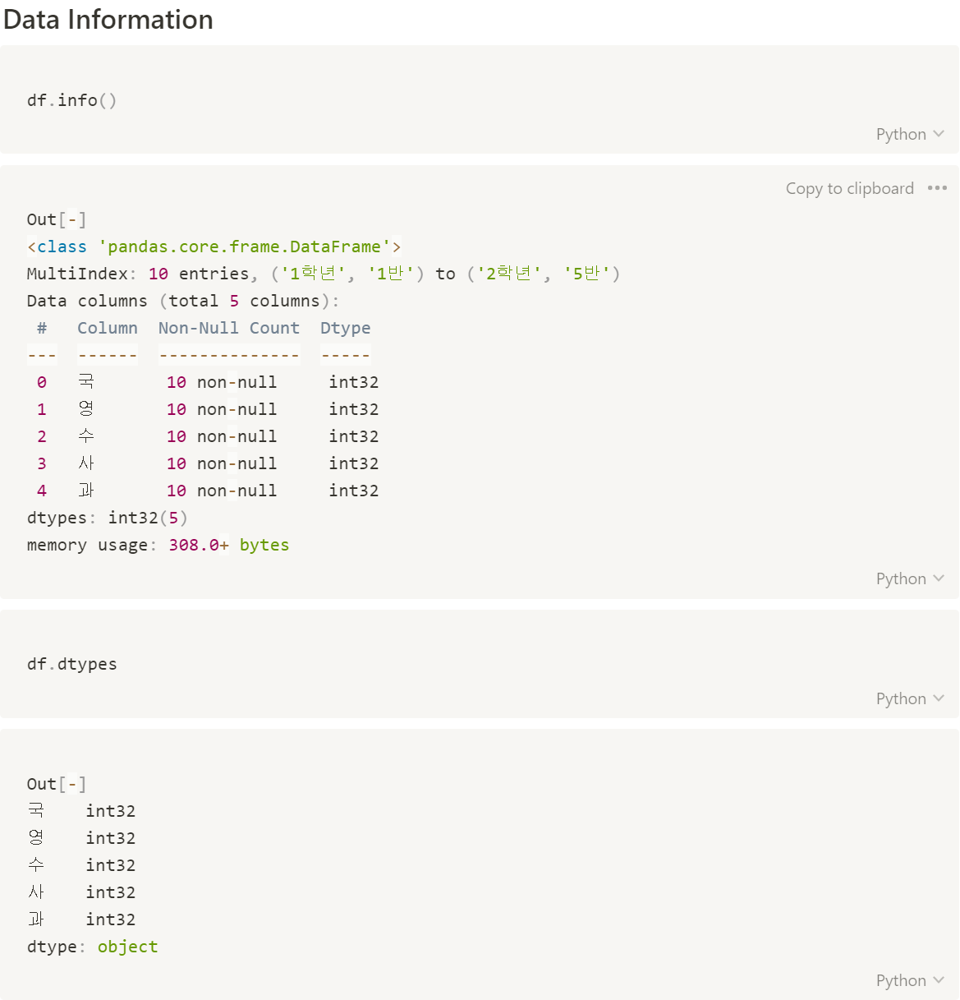 Data Information
df.info()
Python
Copy to clipboard •••
Out[-]
<class 'pandas.core.frame.DataFrame'>
MultiIndex: 10 entries, ('1학년', '1반') to ('2학년', '5반')
Data columns (total 5 columns):
 #   Column  Non-Null Count  Dtype
---  ------  --------------  -----
 0   국       10 non-null     int32
 1   영       10 non-null     int32
 2   수       10 non-null     int32
 3   사       10 non-null     int32
 4   과       10 non-null     int32
dtypes: int32(5)
memory usage: 308.0+ bytes
Python
df.dtypes
Python
Out[-]
국    int32
영    int32
수    int32
사    int32
과    int32
dtype: object
Python